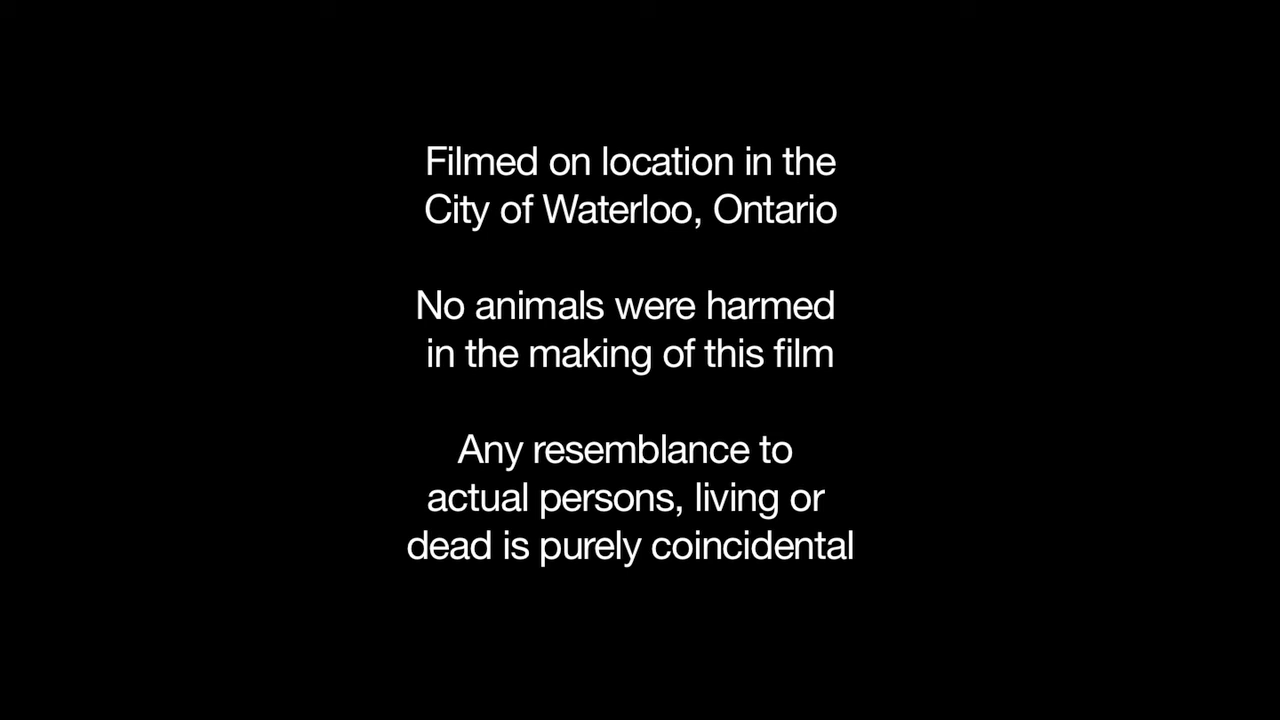 Filmed on location in the
City of Waterloo, Ontario
No animals were harmed
in the making of this film
Any resemblance to
actual persons, living or
dead is purely coincidental